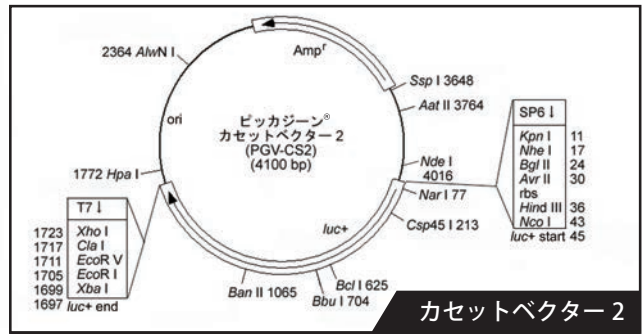 Ampʳ
2364 AlwN I
Ssp I 3648
Aat II 3764
ori
ピッカジーン®
カセットベクター 2
(PGV-CS2)
(4100 bp)
SP6 ↓
Kpn I 11
Nhe I 17
Bgl II 24
Avr II 30
rbs
Hind III 36
Nco I 43
luc+ start 45
Nde I
4016
1772 Hpa I
Nar I 77
T7 ↓
1723 Xho I
1717 Cla I
1711 EcoR V
1705 EcoR I
1699 Xba I
1697 luc+ end
luc+
Csp45 I 213
Bcl I 625
Bbu I 704
Ban II 1065
カセットベクター 2